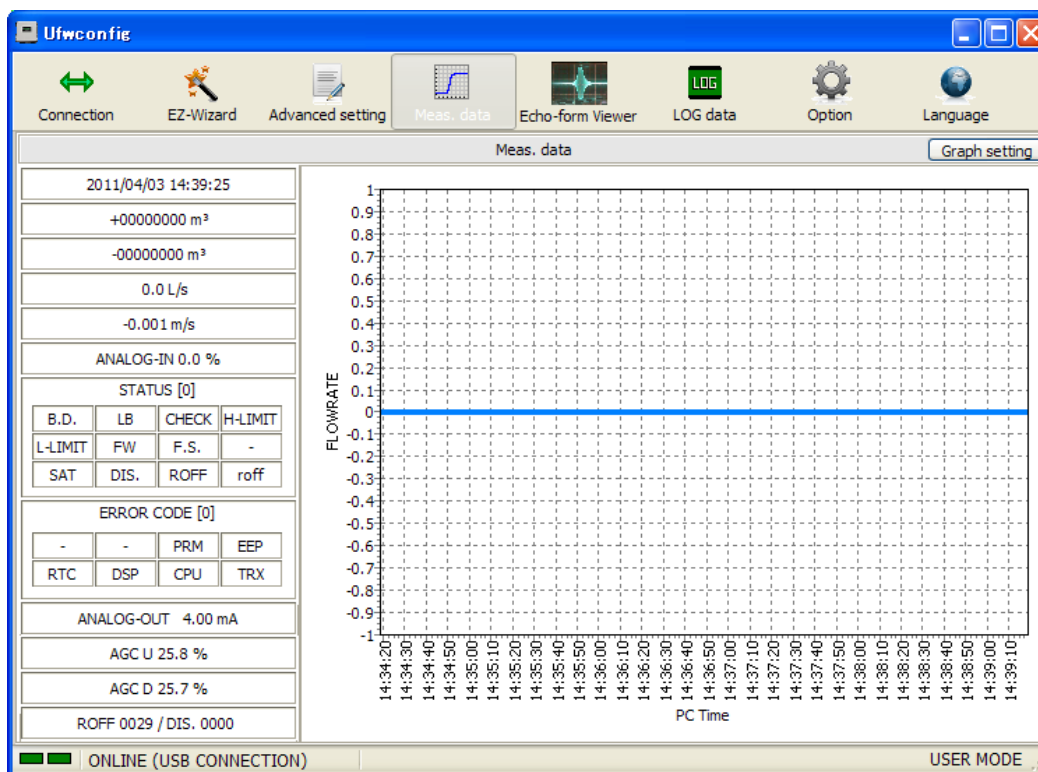 Ufwconfig
Connection EZ-Wizard Advanced setting Meas. data Echo-form Viewer LOG LOG data Option Language
Meas. data
Graph setting
2011/04/03 14:39:25
+00000000 m³
-00000000 m³
0.0 L/s
-0.001 m/s
ANALOG-IN 0.0 %
STATUS [0]
B.D. LB CHECK H-LIMIT
L-LIMIT FW F.S. -
SAT DIS. ROFF roff
ERROR CODE [0]
- - PRM EEP
RTC DSP CPU TRX
ANALOG-OUT 4.00 mA
AGC U 25.8 %
AGC D 25.7 %
ROFF 0029 / DIS. 0000
FLOWRATE
1
0.9
0.8
0.7
0.6
0.5
0.4
0.3
0.2
0.1
0
-0.1
-0.2
-0.3
-0.4
-0.5
-0.6
-0.7
-0.8
-0.9
-1
14:34:20
14:34:30
14:34:40
14:34:50
14:35:00
14:35:10
14:35:20
14:35:30
14:35:40
14:35:50
14:36:00
14:36:10
14:36:20
14:36:30
14:36:40
14:36:50
14:37:00
14:37:10
14:37:20
14:37:30
14:37:40
14:37:50
14:38:00
14:38:10
14:38:20
14:38:30
14:38:40
14:38:50
14:39:00
14:39:10
PC Time
ONLINE (USB CONNECTION)
USER MODE